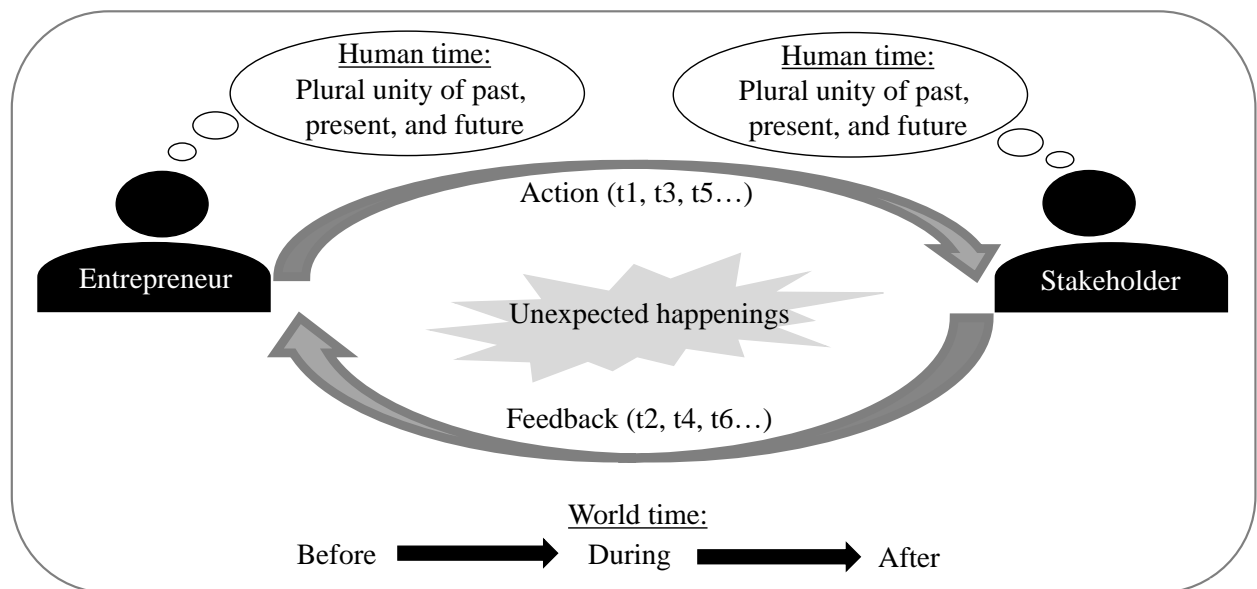 Human time:
Plural unity of past,
present, and future
Human time:
Plural unity of past,
present, and future
Action (t1, t3, t5…)
Entrepreneur
Stakeholder
Unexpected happenings
Feedback (t2, t4, t6…)
World time:
Before During After